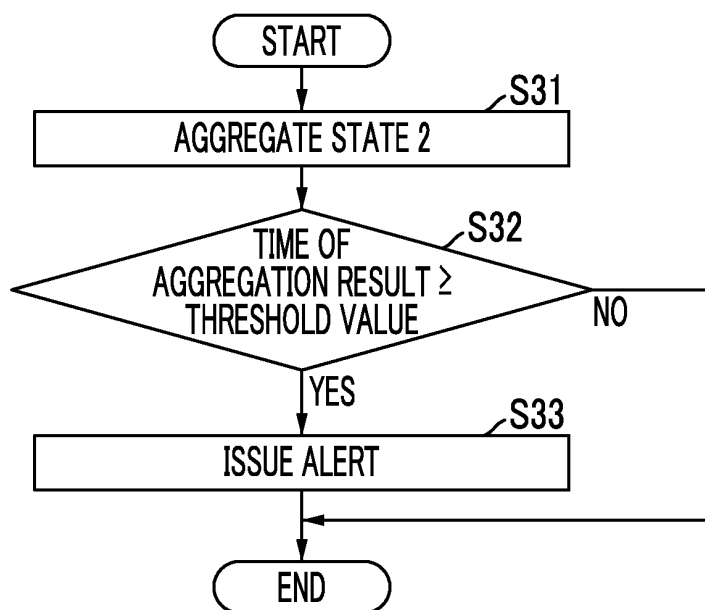 START
S31
AGGREGATE STATE 2
S32
TIME OF
AGGREGATION RESULT ≥
THRESHOLD VALUE
NO
YES
S33
ISSUE ALERT
END